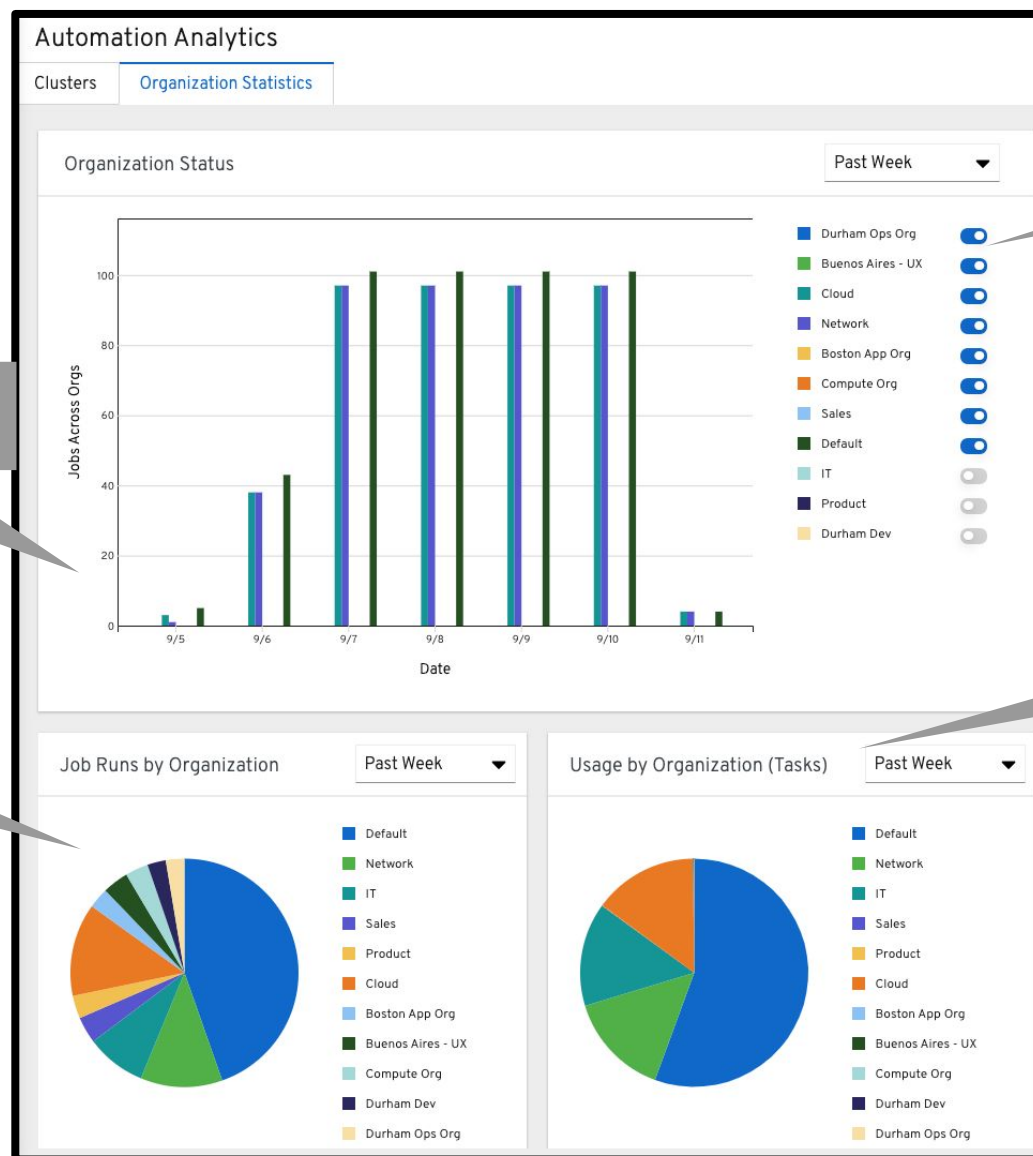 Automation Analytics
Clusters Organization Statistics
Organization Status Past Week
100
80
60
40
20
0
Jobs Across Orgs
9/5 9/6 9/7 9/8 9/9 9/10 9/11
Date
Durham Ops Org
Buenos Aires - UX
Cloud
Network
Boston App Org
Compute Org
Sales
Default
IT
Product
Durham Dev
Job Runs by Organization Past Week
Default
Network
IT
Sales
Product
Cloud
Boston App Org
Buenos Aires - UX
Compute Org
Durham Dev
Durham Ops Org
Usage by Organization (Tasks) Past Week
Default
Network
IT
Sales
Product
Cloud
Boston App Org
Buenos Aires - UX
Compute Org
Durham Dev
Durham Ops Org